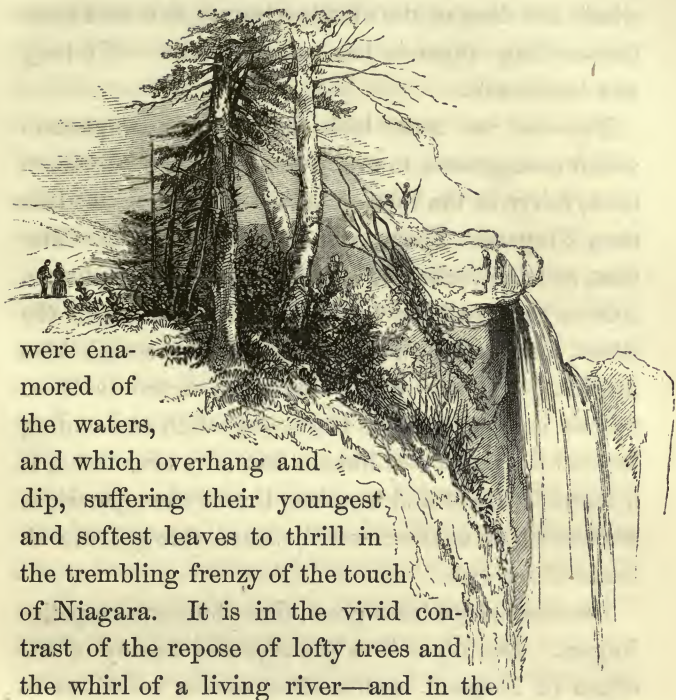 were ena-
mored of
the waters,
and which overhang and
dip, suffering their youngest
and softest leaves to thrill in
the trembling frenzy of the touch
of Niagara. It is in the vivid con-
trast of the repose of lofty trees and
the whirl of a living river—and in the